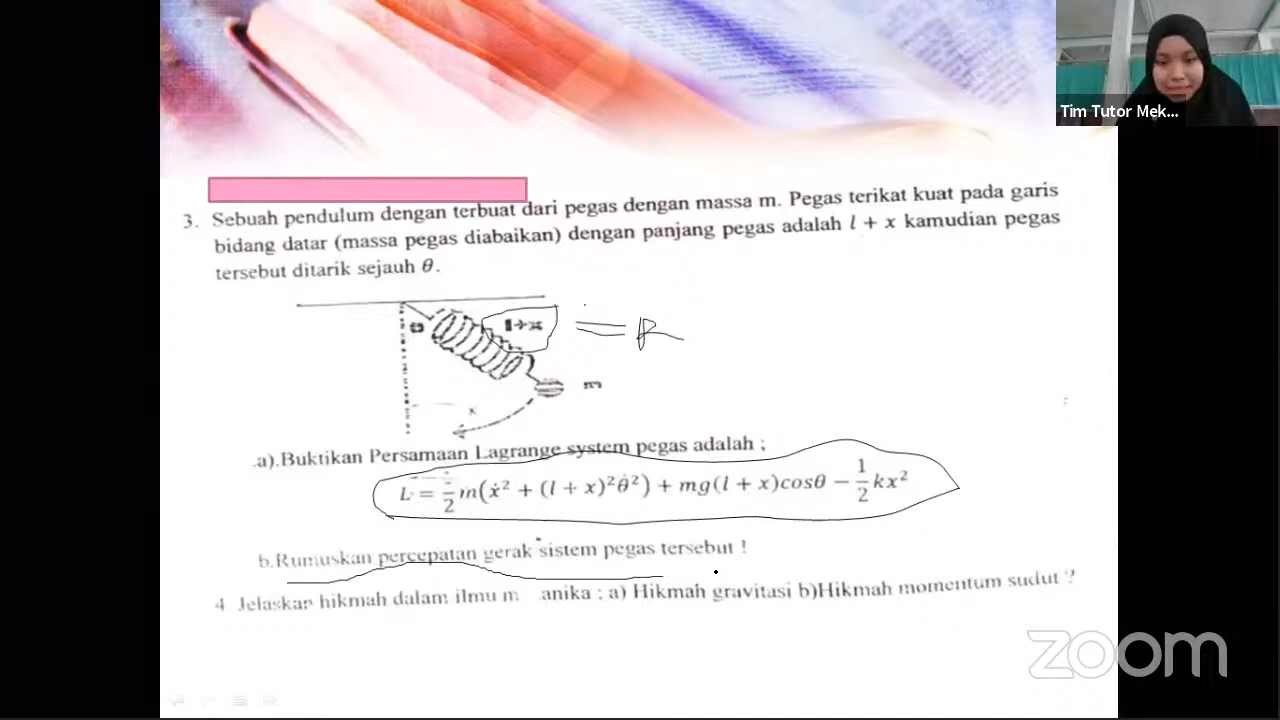 Tim Tutor Mek...
3. Sebuah pendulum dengan terbuat dari pegas dengan massa m. Pegas terikat kuat pada garis
bidang datar (massa pegas diabaikan) dengan panjang pegas adalah l + x kamudian pegas
tersebut ditarik sejauh θ.
θ
l+x
= R
m
x
.a).Buktikan Persamaan Lagrange system pegas adalah ;
L = 1/2 m(ẋ² + (l + x)²θ̇²) + mg(l + x)cosθ − 1/2 kx²
b.Rumuskan percepatan gerak sistem pegas tersebut !
4 Jelaskan hikmah dalam ilmu m anika : a) Hikmah gravitasi b)Hikmah momentum sudut ?
zoom